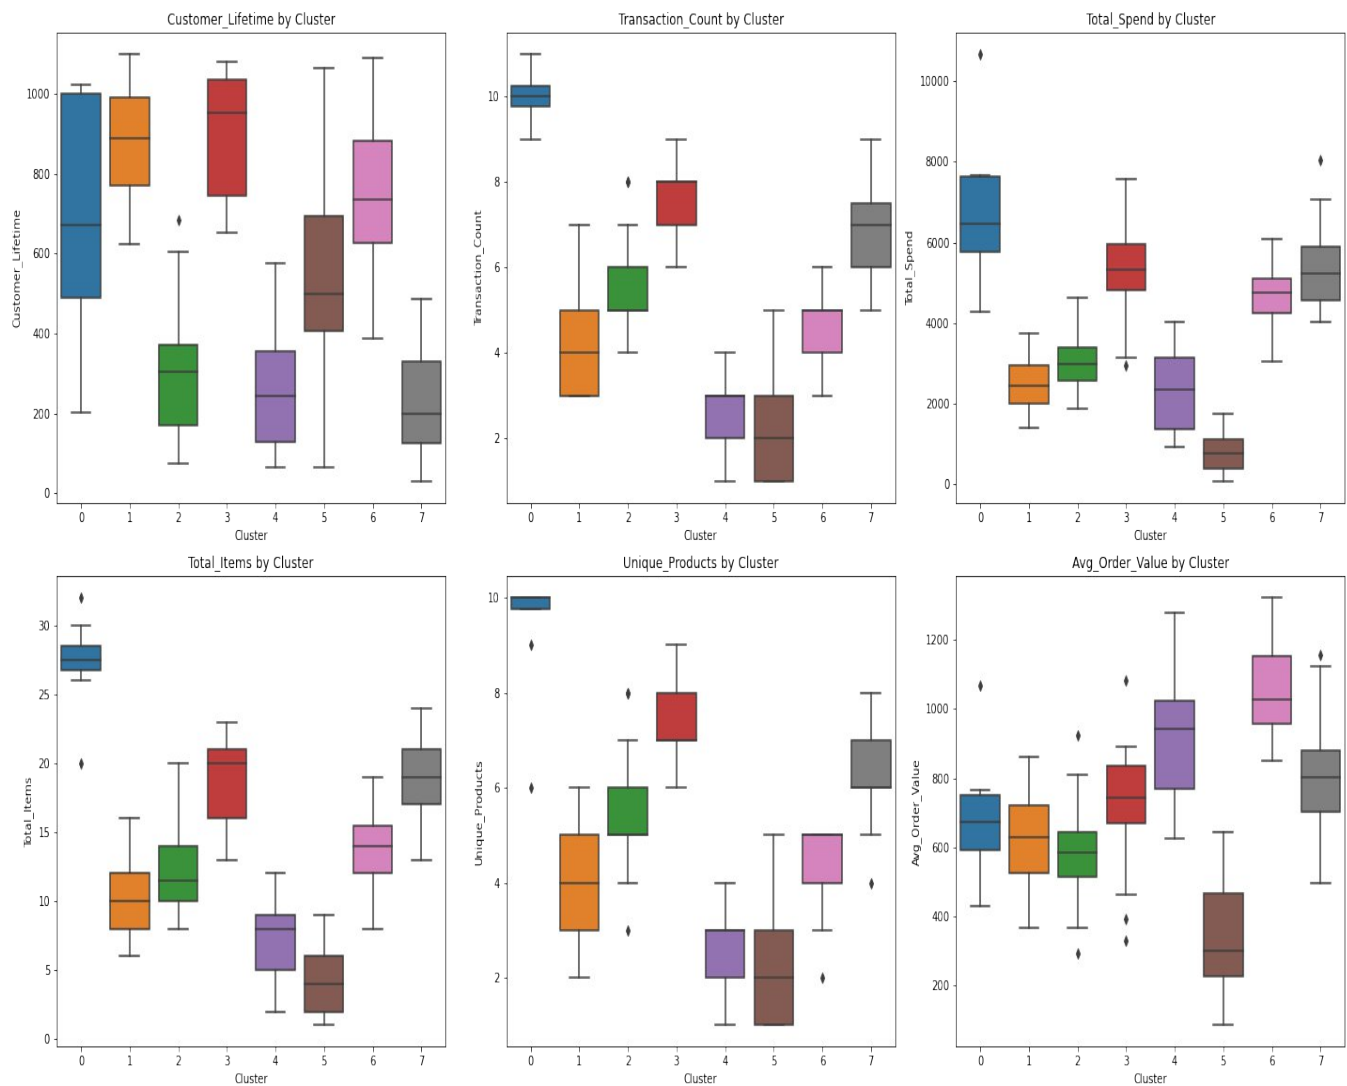 Customer_Lifetime by Cluster
Customer_Lifetime
1000
800
600
400
200
0
0 1 2 3 4 5 6 7
Cluster
Transaction_Count by Cluster
Transaction_Count
10
8
6
4
2
0 1 2 3 4 5 6 7
Cluster
Total_Spend by Cluster
Total_Spend
10000
8000
6000
4000
2000
0
0 1 2 3 4 5 6 7
Cluster
Total_Items by Cluster
Total_Items
30
25
20
15
10
5
0
0 1 2 3 4 5 6 7
Cluster
Unique_Products by Cluster
Unique_Products
10
8
6
4
2
0 1 2 3 4 5 6 7
Cluster
Avg_Order_Value by Cluster
Avg_Order_Value
1200
1000
800
600
400
200
0 1 2 3 4 5 6 7
Cluster